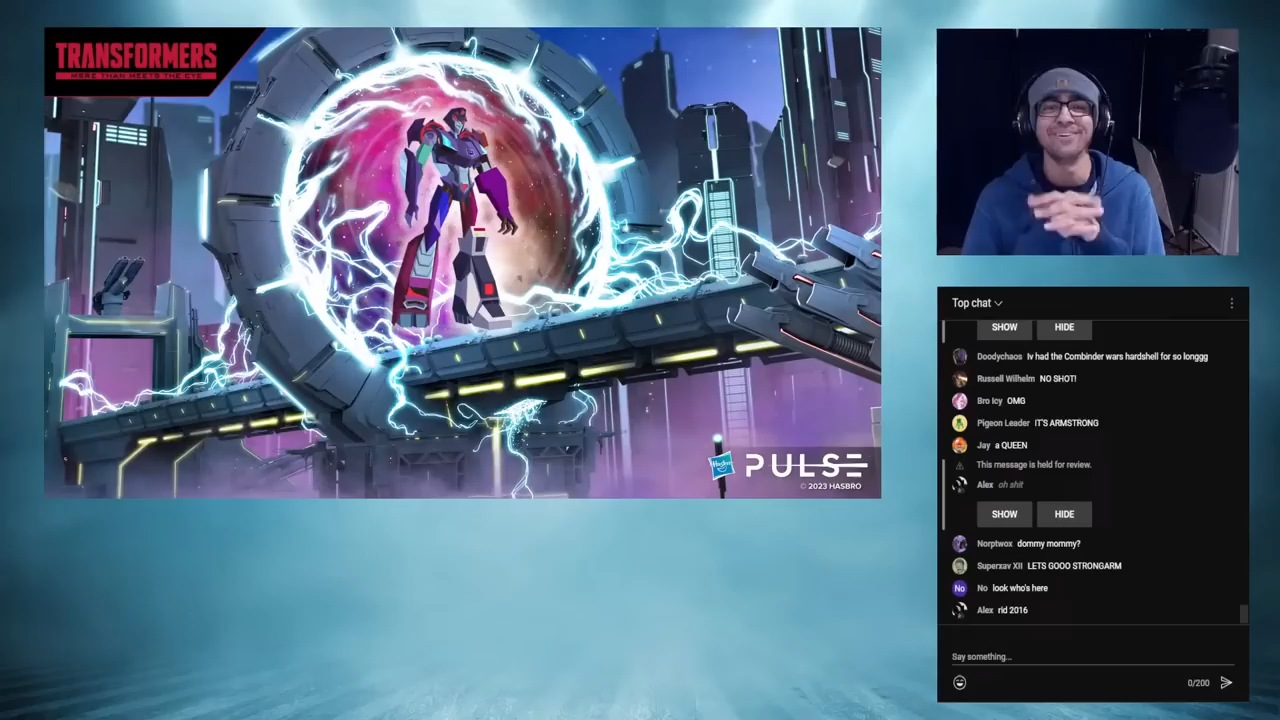 TRANSFORMERS
MORE THAN MEETS THE EYE
Hasbro
PULSE
© 2023 HASBRO
Top chat
SHOW HIDE
Doodychaos Iv had the Combinder wars hardshell for so longgg
Russell Wilhelm NO SHOT!
Bro Icy OMG
Pigeon Leader IT'S ARMSTRONG
Jay a QUEEN
This message is held for review.
Alex oh shit
SHOW HIDE
Norptwox dommy mommy?
Superxav XII LETS GOOO STRONGARM
No No look who's here
Alex rid 2016
Say something...
0/200